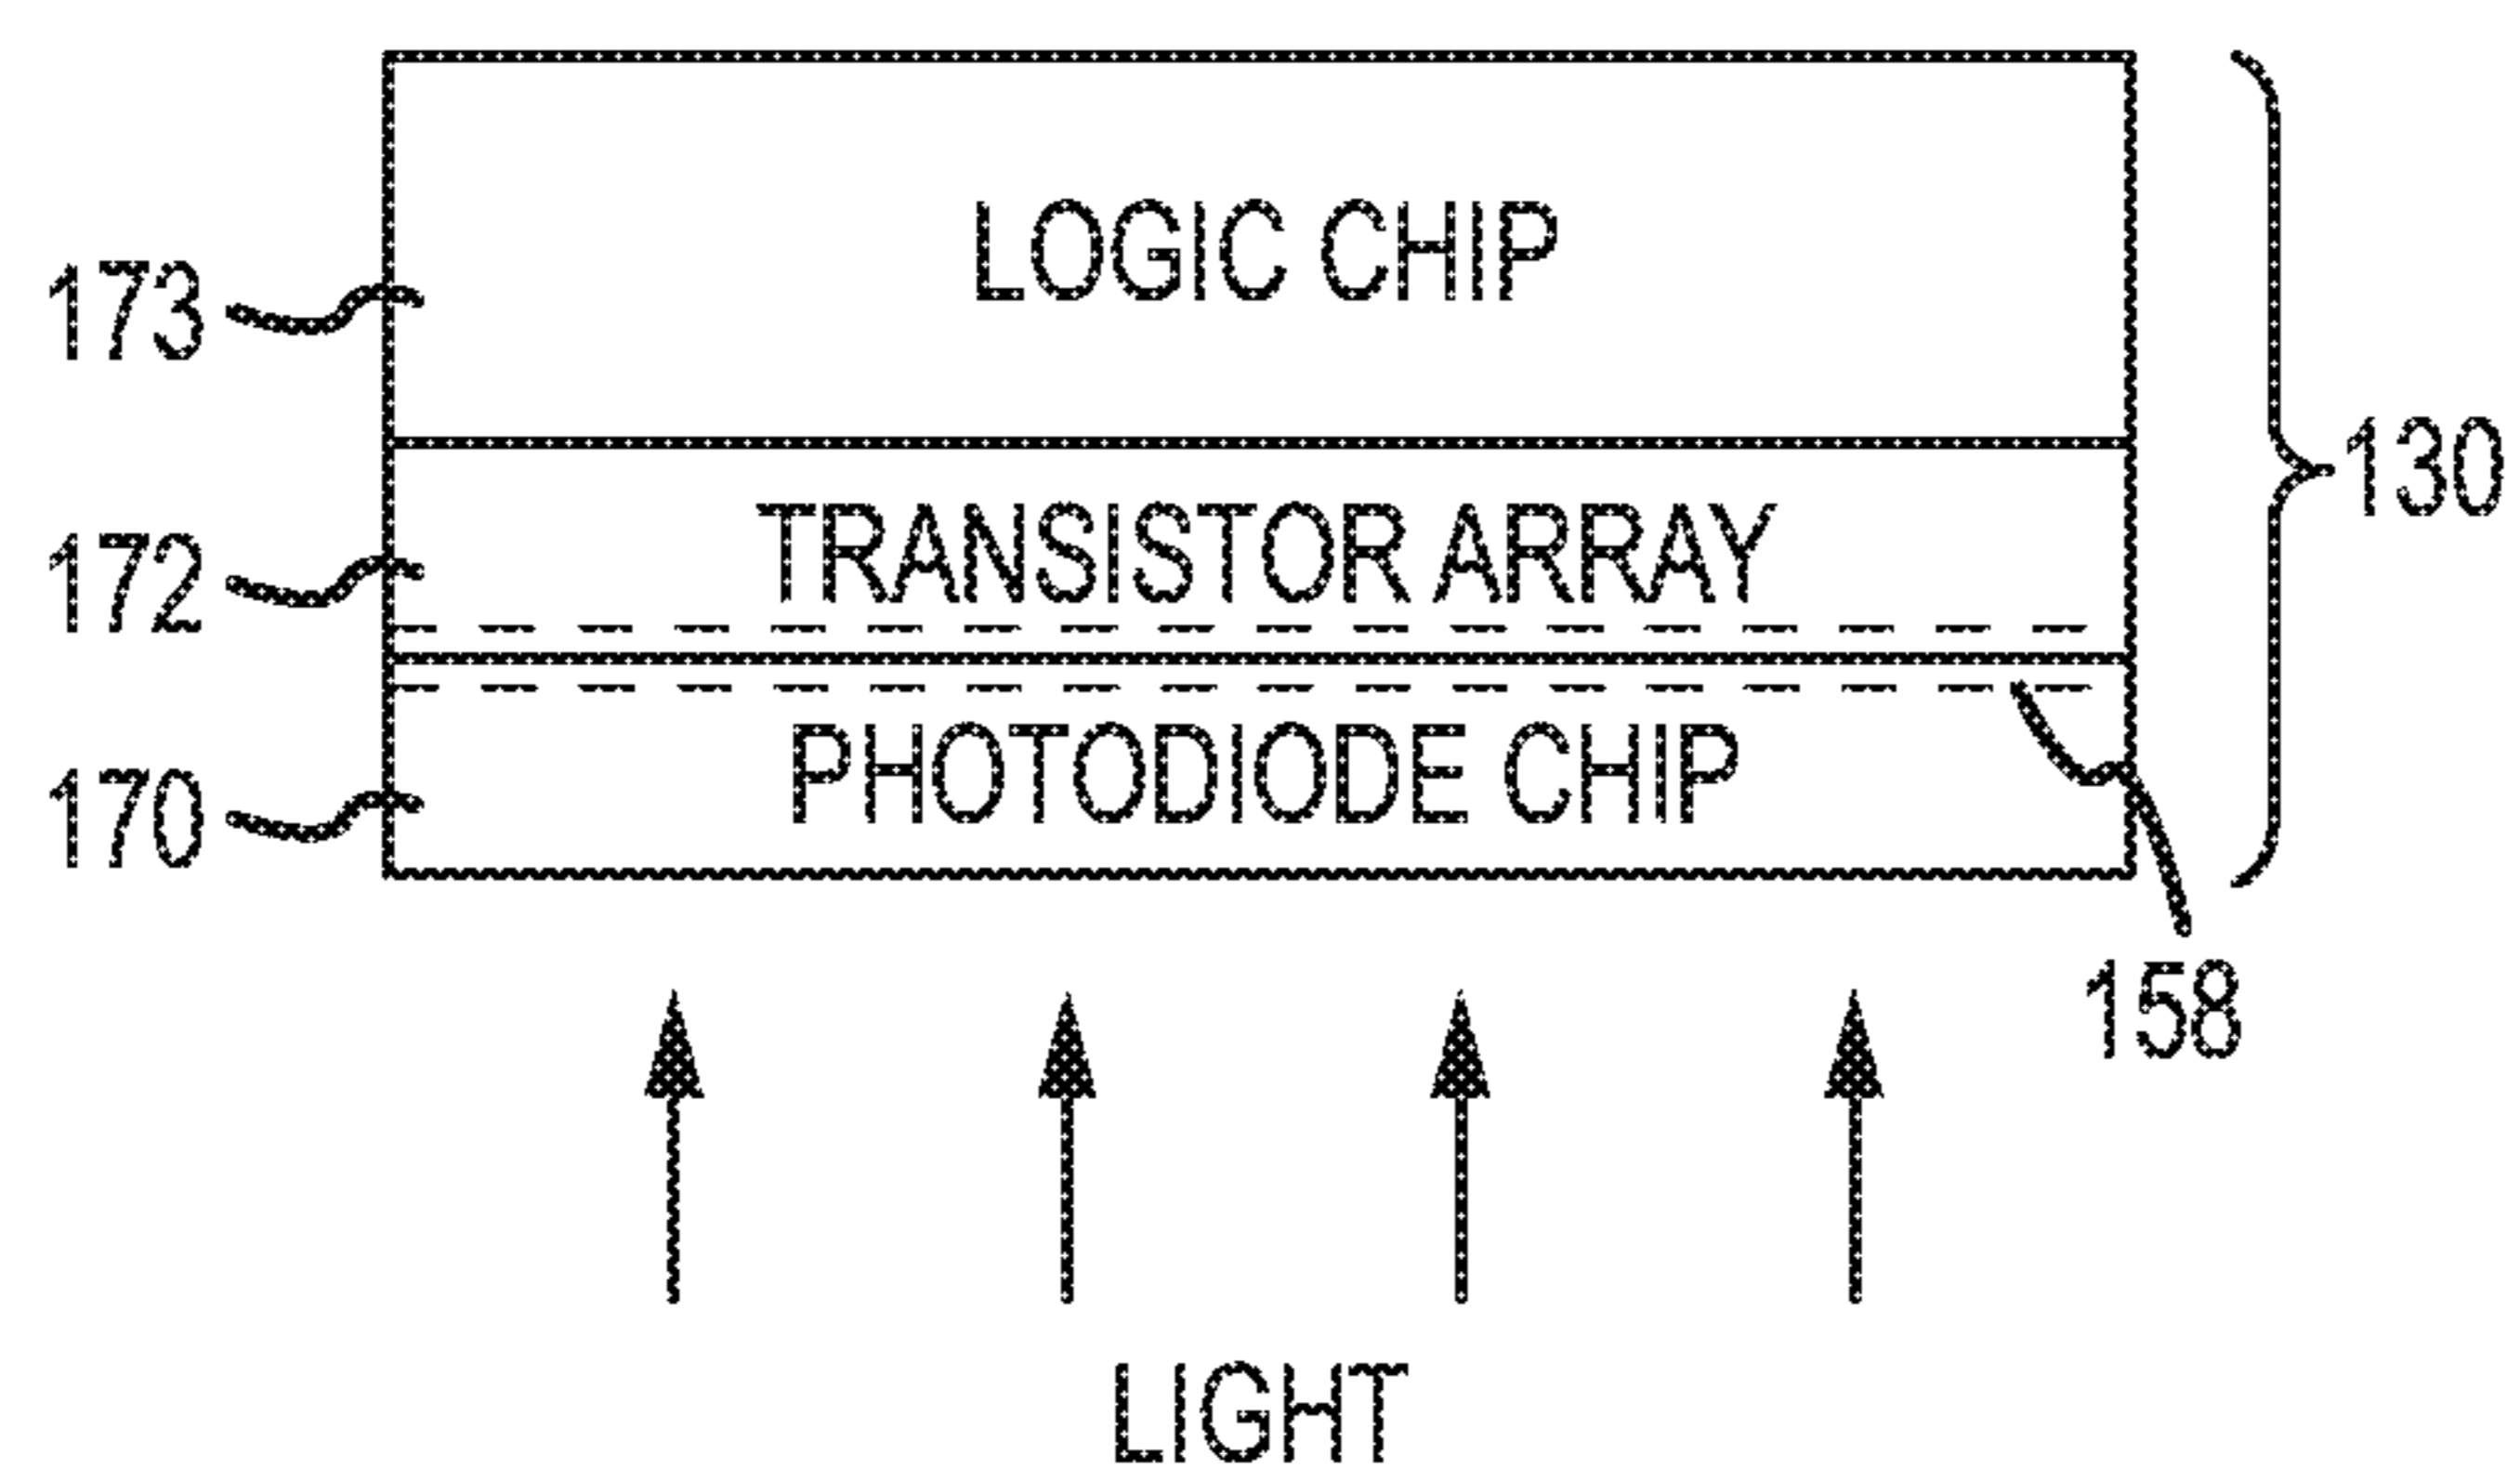 LOGIC CHIP
173
130
TRANSISTOR ARRAY
172
PHOTODIODE CHIP
170
158
LIGHT